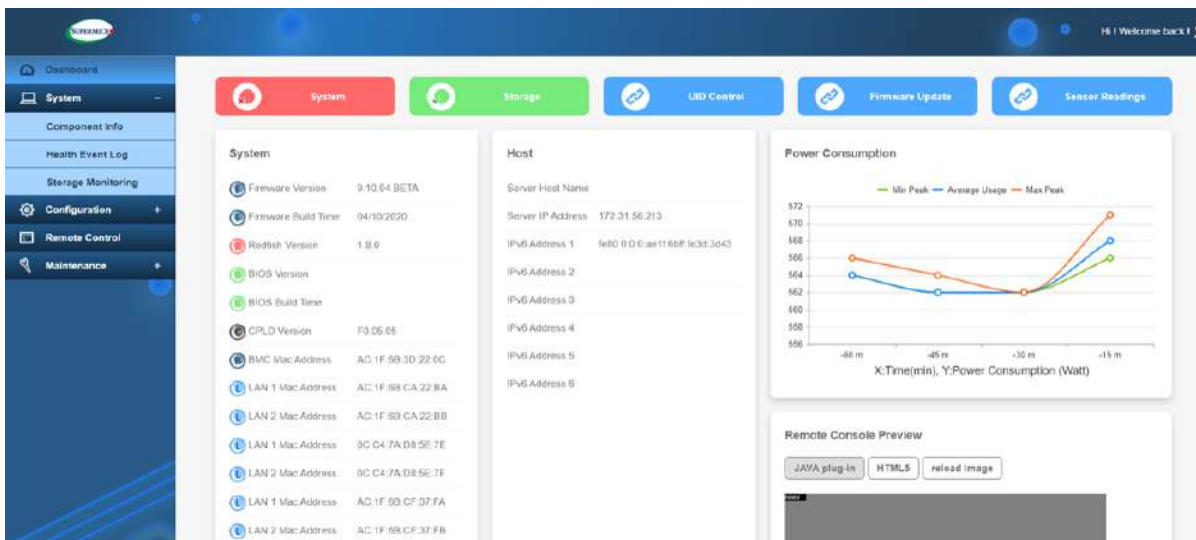 SUPERMICRO
Hi ! Welcome back !
Dashboard
System
Component Info
Health Event Log
Storage Monitoring
Configuration
Remote Control
Maintenance
System
Storage
UID Control
Firmware Update
Sensor Readings
System
Firmware Version 9.10.04 BETA
Firmware Build Time 04/10/2020
Redfish Version 1.8.0
BIOS Version
BIOS Build Time
CPLD Version F0.05.05
BMC Mac Address
LAN 1 Mac Address AC:1F:6B:CA:22:BA
LAN 2 Mac Address AC:1F:6B:CA:22:BB
LAN 1 Mac Address 0C:C4:7A:D8:5E:7E
LAN 2 Mac Address 0C:C4:7A:D8:5E:7F
LAN 1 Mac Address AC:1F:6B:CF:37:FA
LAN 2 Mac Address AC:1F:6B:CF:37:FB
Host
Server Host Name
Server IP Address 172.31.56.213
IPv6 Address 1
IPv6 Address 2
IPv6 Address 3
IPv6 Address 4
IPv6 Address 5
IPv6 Address 6
Power Consumption
Min Peak Average Usage Max Peak
572
570
568
566
564
562
560
558
556
-60 m -45 m -30 m -15 m
X:Time(min), Y:Power Consumption (Watt)
Remote Console Preview
JAVA plug-in HTML5 reload image